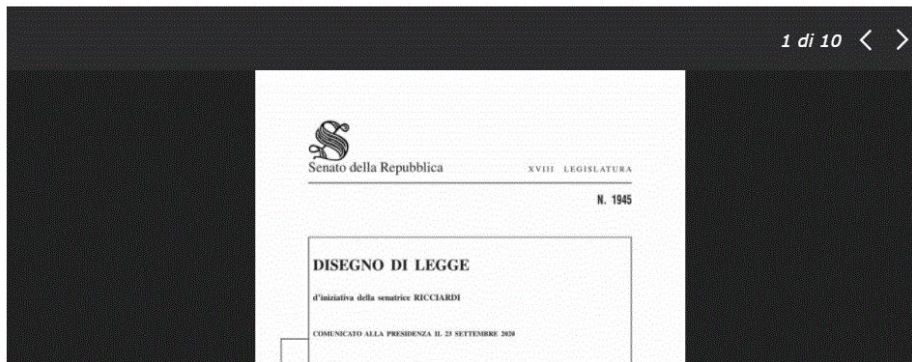 1 di 10
Senato della Repubblica XVIII LEGISLATURA
N. 1945
DISEGNO DI LEGGE
d'iniziativa della senatrice RICCIARDI
COMUNICATO ALLA PRESIDENZA IL 23 SETTEMBRE 2020